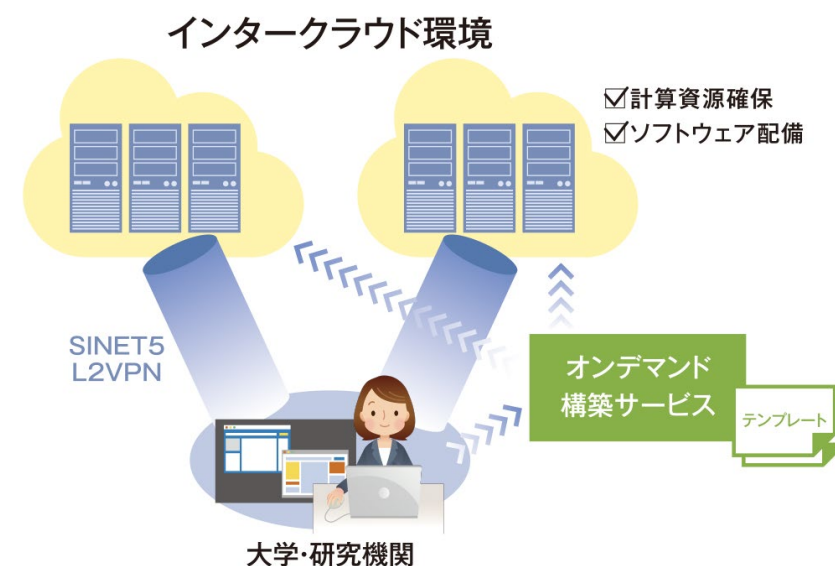 インタークラウド環境
☑計算資源確保
☑ソフトウェア配備
SINET5
L2VPN
オンデマンド
構築サービス
テンプレート
大学・研究機関